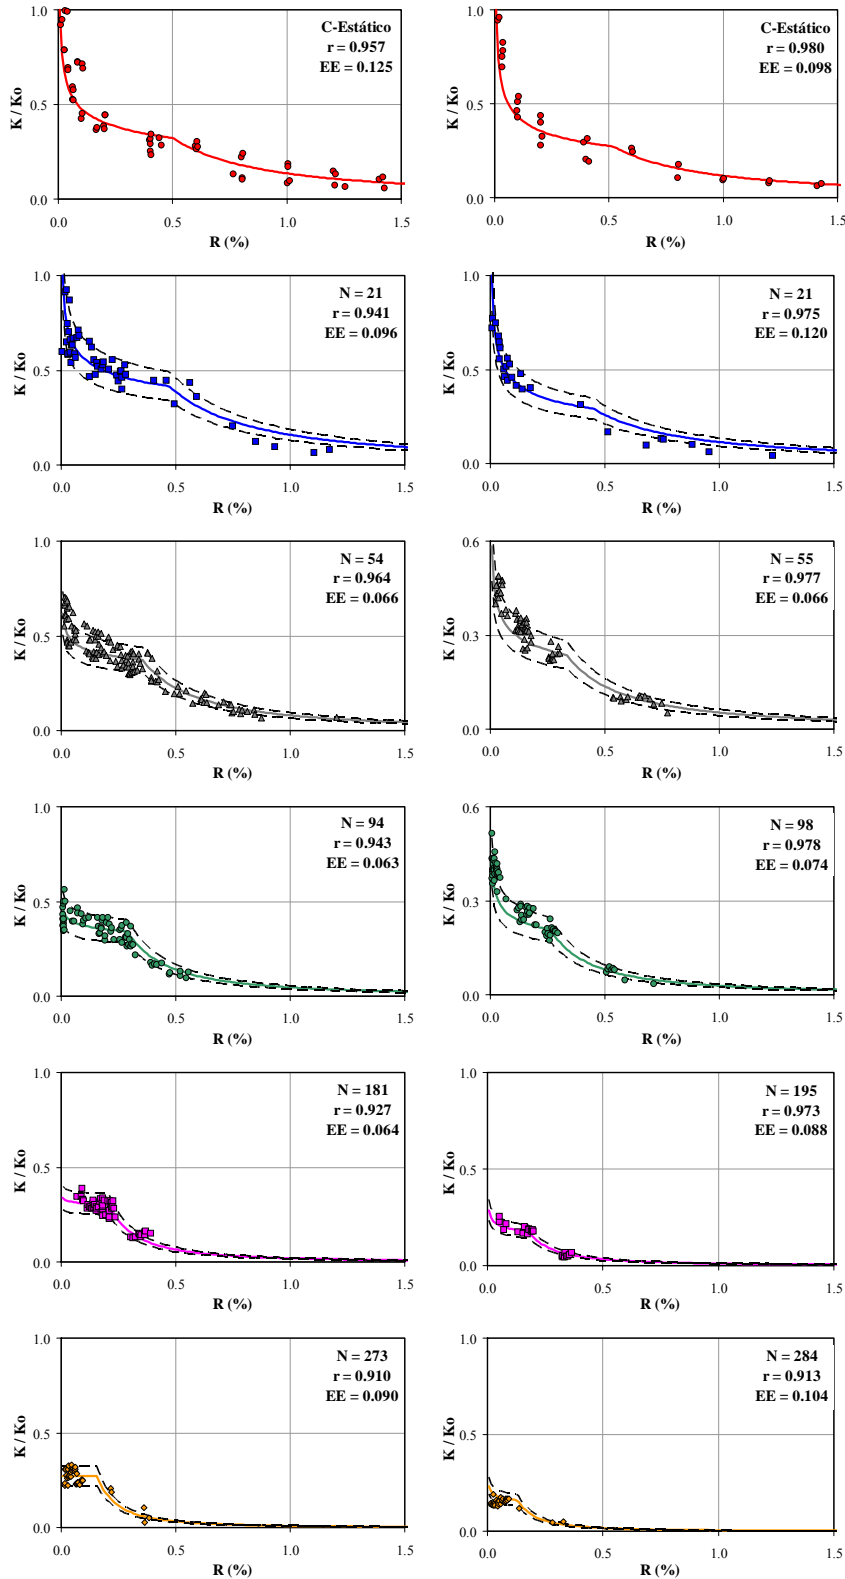 1.0
C-Estático
r = 0.957
EE = 0.125
K / Ko
0.5
0.0
0.0 0.5 1.0 1.5
R (%)
1.0
C-Estático
r = 0.980
EE = 0.098
K / Ko
0.5
0.0
0.0 0.5 1.0 1.5
R (%)
1.0
N = 21
r = 0.941
EE = 0.096
K / Ko
0.5
0.0
0.0 0.5 1.0 1.5
R (%)
1.0
N = 21
r = 0.975
EE = 0.120
K / Ko
0.5
0.0
0.0 0.5 1.0 1.5
R (%)
1.0
N = 54
r = 0.964
EE = 0.066
K / Ko
0.5
0.0
0.0 0.5 1.0 1.5
R (%)
0.6
N = 55
r = 0.977
EE = 0.066
K / Ko
0.3
0.0
0.0 0.5 1.0 1.5
R (%)
1.0
N = 94
r = 0.943
EE = 0.063
K / Ko
0.5
0.0
0.0 0.5 1.0 1.5
R (%)
0.6
N = 98
r = 0.978
EE = 0.074
K / Ko
0.3
0.0
0.0 0.5 1.0 1.5
R (%)
1.0
N = 181
r = 0.927
EE = 0.064
K / Ko
0.5
0.0
0.0 0.5 1.0 1.5
R (%)
1.0
N = 195
r = 0.973
EE = 0.088
K / Ko
0.5
0.0
0.0 0.5 1.0 1.5
R (%)
1.0
N = 273
r = 0.910
EE = 0.090
K / Ko
0.5
0.0
0.0 0.5 1.0 1.5
R (%)
1.0
N = 284
r = 0.913
EE = 0.104
K / Ko
0.5
0.0
0.0 0.5 1.0 1.5
R (%)